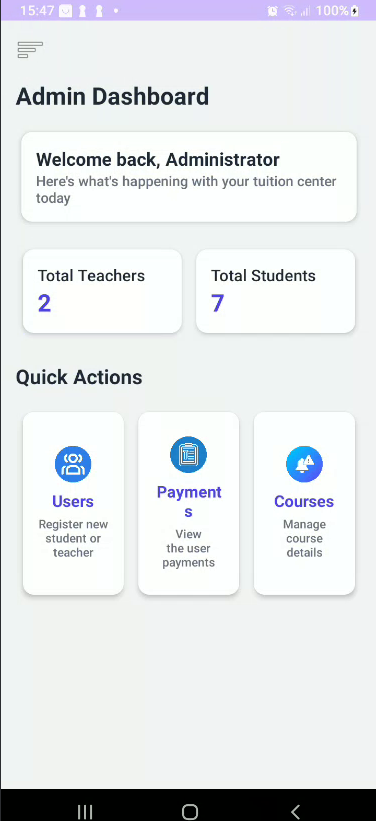 15:47 100%
Admin Dashboard
Welcome back, Administrator
Here's what's happening with your tuition center
today
Total Teachers
2
Total Students
7
Quick Actions
Users
Register new
student or
teacher
Payment
s
View
the user
payments
Courses
Manage
course
details